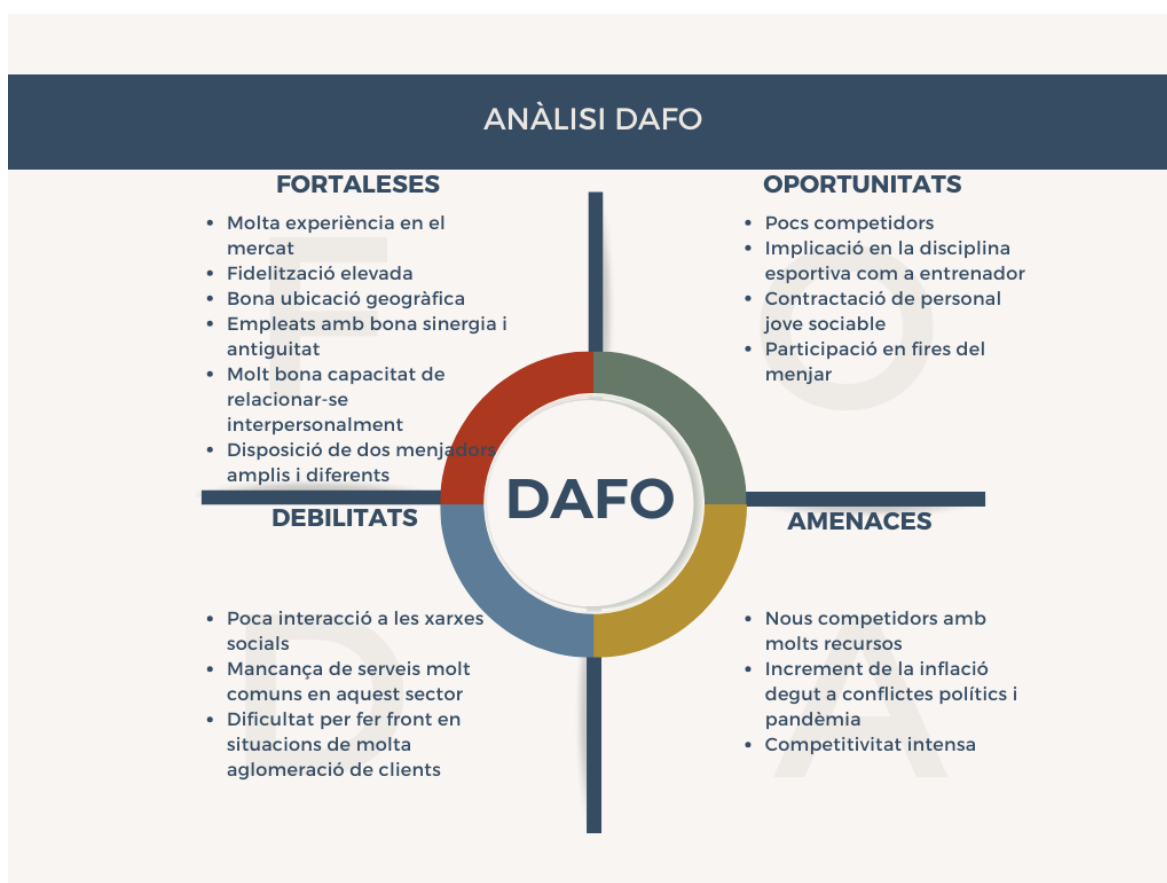 ANÀLISI DAFO
FORTALESES
• Molta experiència en el
mercat
• Fidelització elevada
• Bona ubicació geogràfica
• Empleats amb bona sinergia i
antiguitat
• Molt bona capacitat de
relacionar-se
interpersonalment
• Disposició de dos menjadors
amplis i diferents
OPORTUNITATS
• Pocs competidors
• Implicació en la disciplina
esportiva com a entrenador
• Contractació de personal
jove sociable
• Participació en fires del
menjar
F
O
DAFO
DEBILITATS
• Poca interacció a les xarxes
socials
• Mancança de serveis molt
comuns en aquest sector
• Dificultat per fer front en
situacions de molta
aglomeració de clients
AMENACES
• Nous competidors amb
molts recursos
• Increment de la inflació
degut a conflictes polítics i
pandèmia
• Competitivitat intensa
D
A